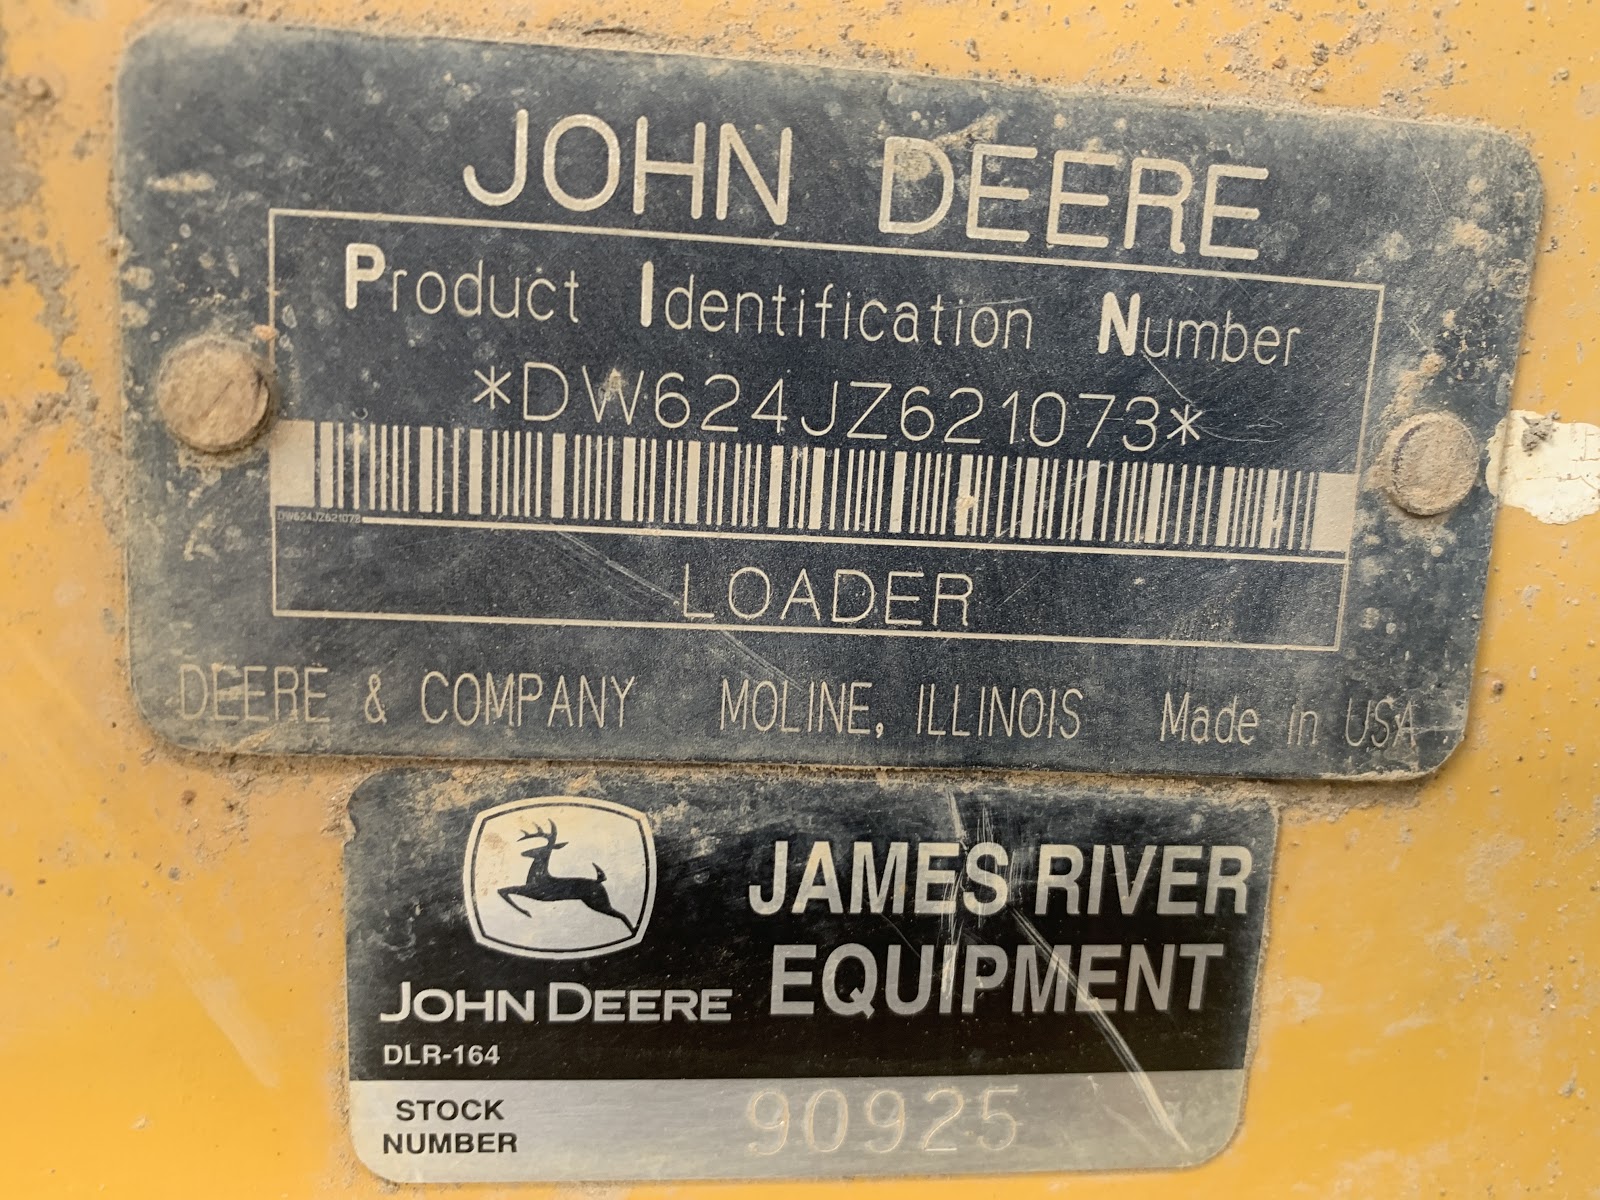 JOHN DEERE
Product Identification Number
*DW624JZ621073*
DW624JZ621073
LOADER
DEERE & COMPANY MOLINE, ILLINOIS Made in USA
JAMES RIVER
EQUIPMENT
JOHN DEERE
DLR-164
STOCK
NUMBER
90925